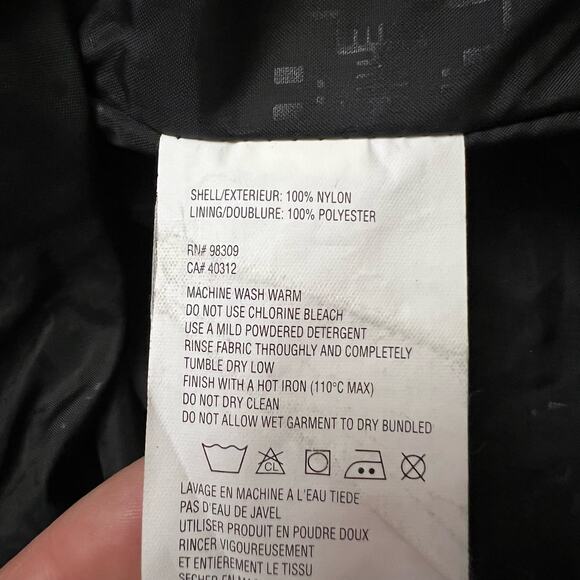 SHELL/EXTERIEUR: 100% NYLON
LINING/DOUBLURE: 100% POLYESTER
RN# 98309
CA# 40312
MACHINE WASH WARM
DO NOT USE CHLORINE BLEACH
USE A MILD POWDERED DETERGENT
RINSE FABRIC THROUGHLY AND COMPLETELY
TUMBLE DRY LOW
FINISH WITH A HOT IRON (110°C MAX)
DO NOT DRY CLEAN
DO NOT ALLOW WET GARMENT TO DRY BUNDLED
CL
LAVAGE EN MACHINE A L'EAU TIEDE
PAS D'EAU DE JAVEL
UTILISER PRODUIT EN POUDRE DOUX
RINCER VIGOUREUSEMENT
ET ENTIEREMENT LE TISSU